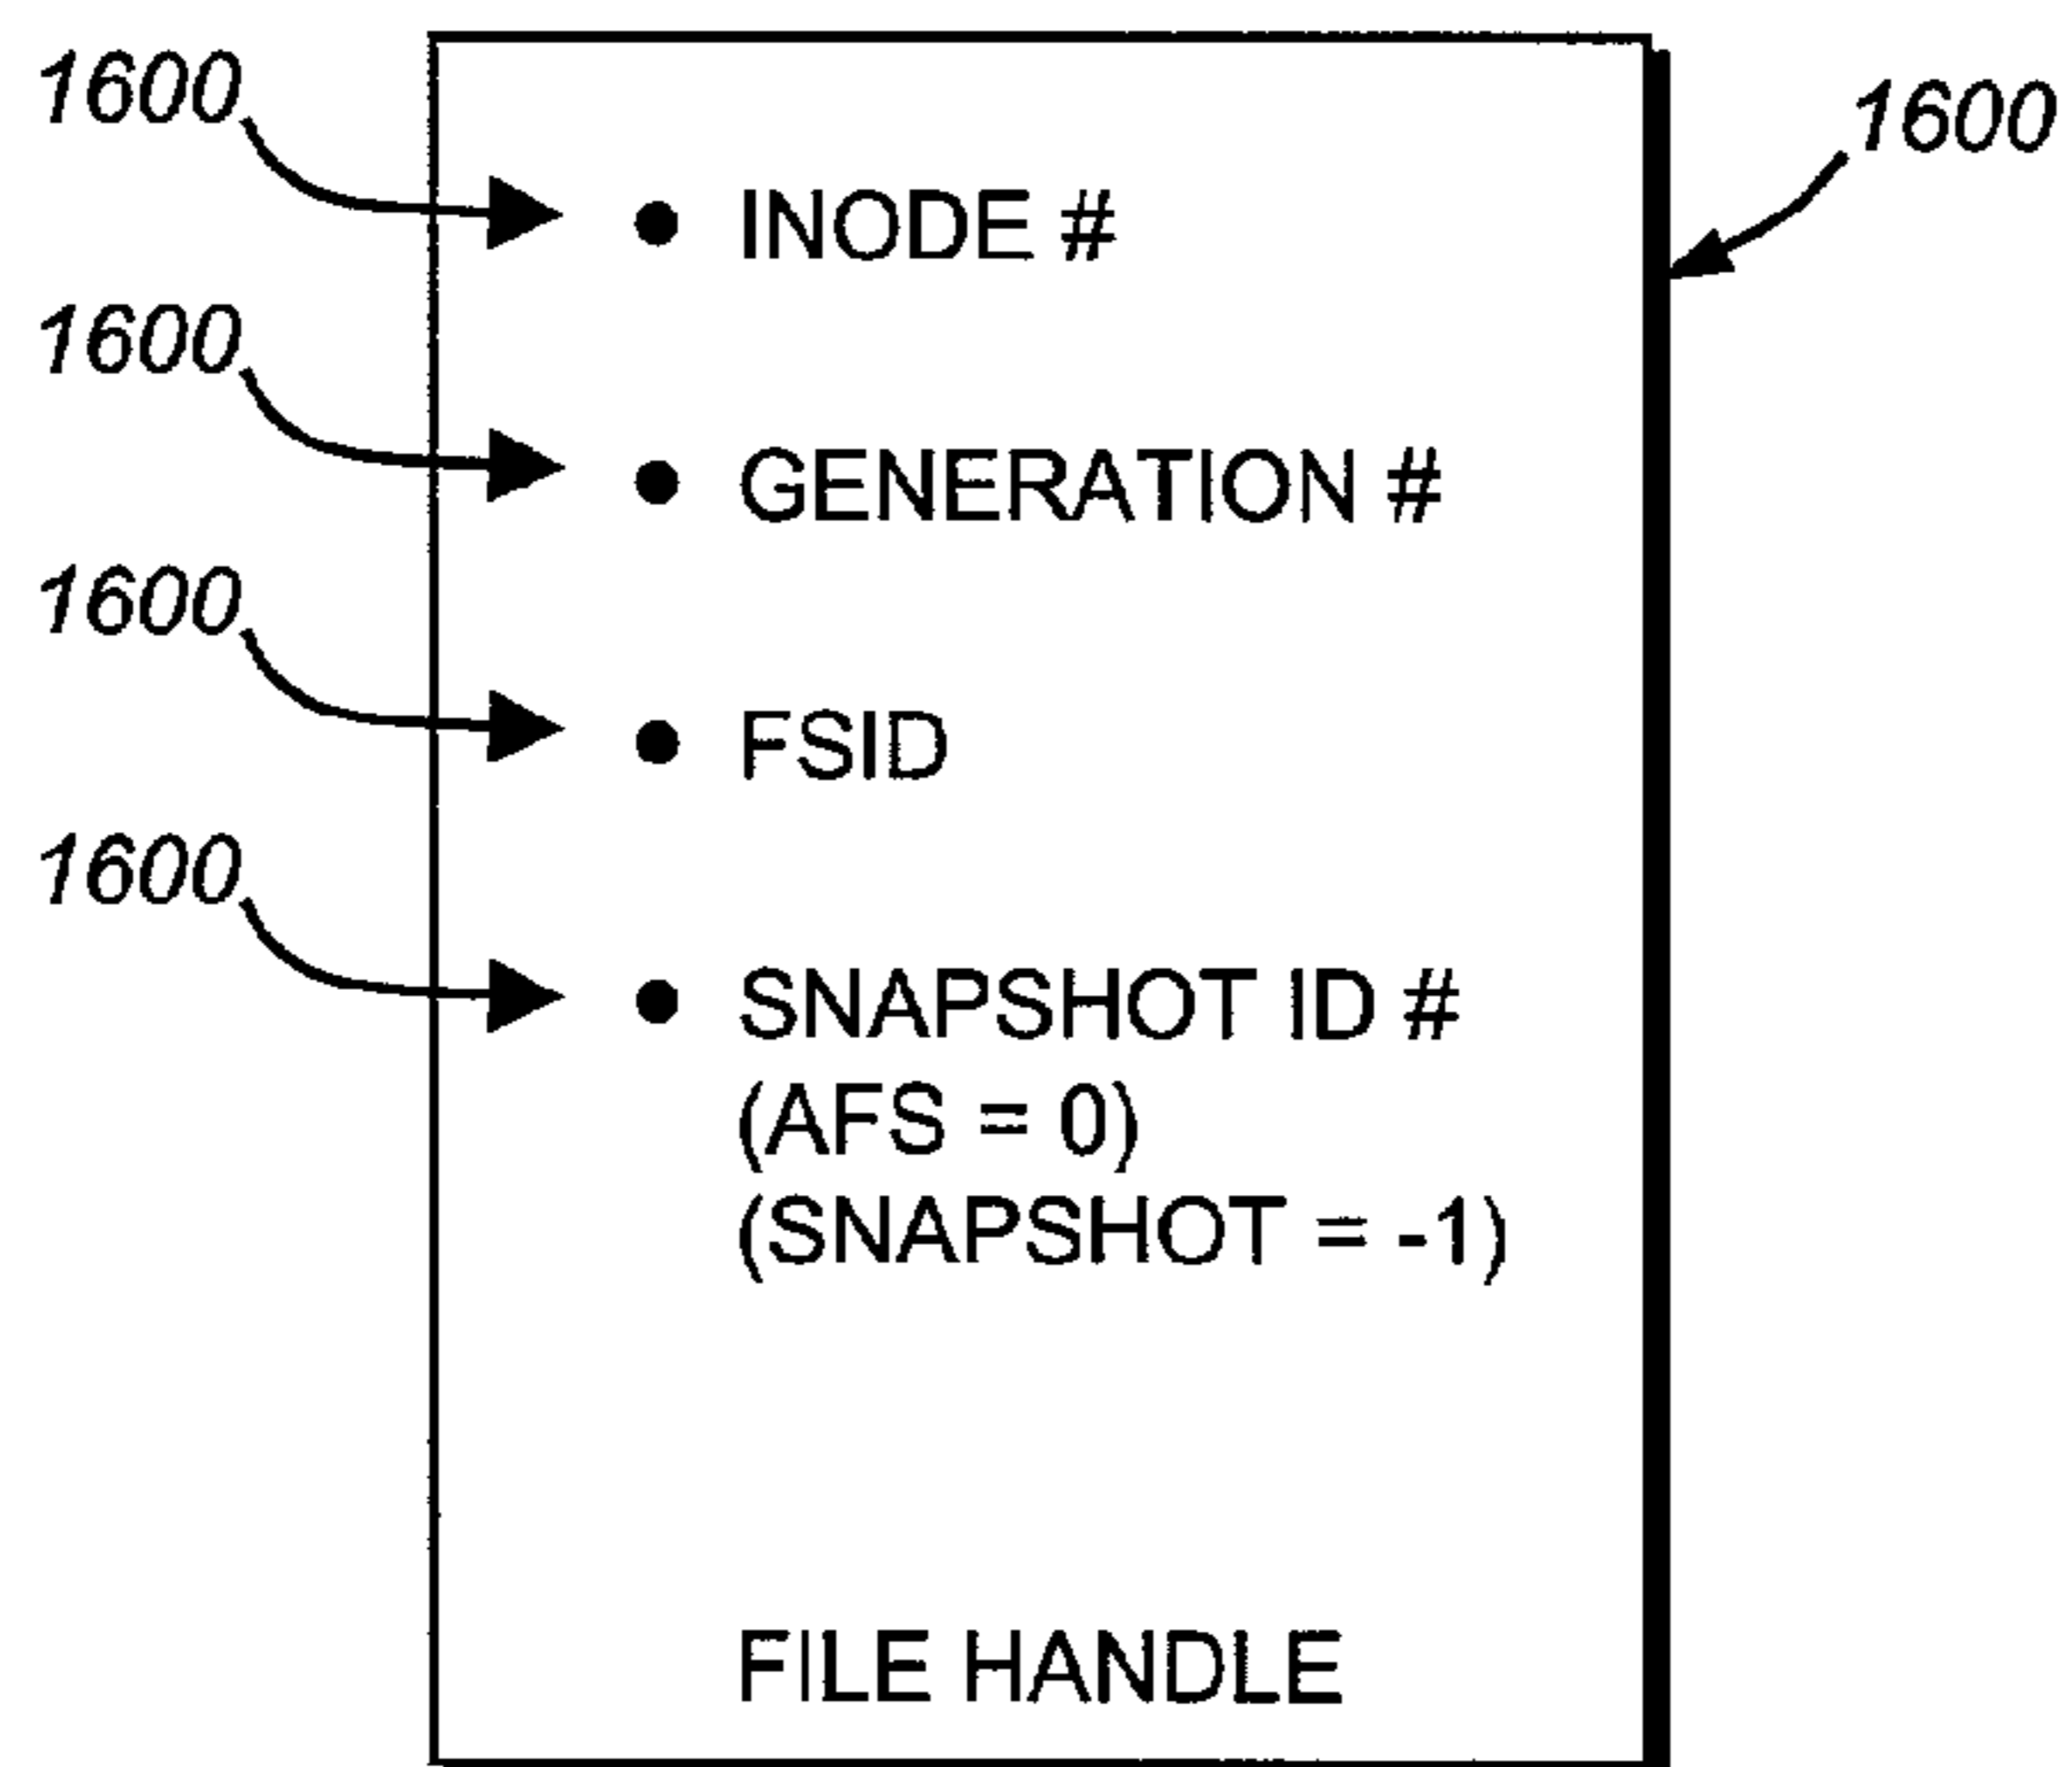 1600
1600
• INODE #
1600
• GENERATION #
1600
• FSID
1600
• SNAPSHOT ID #
(AFS = 0)
(SNAPSHOT = -1)
FILE HANDLE